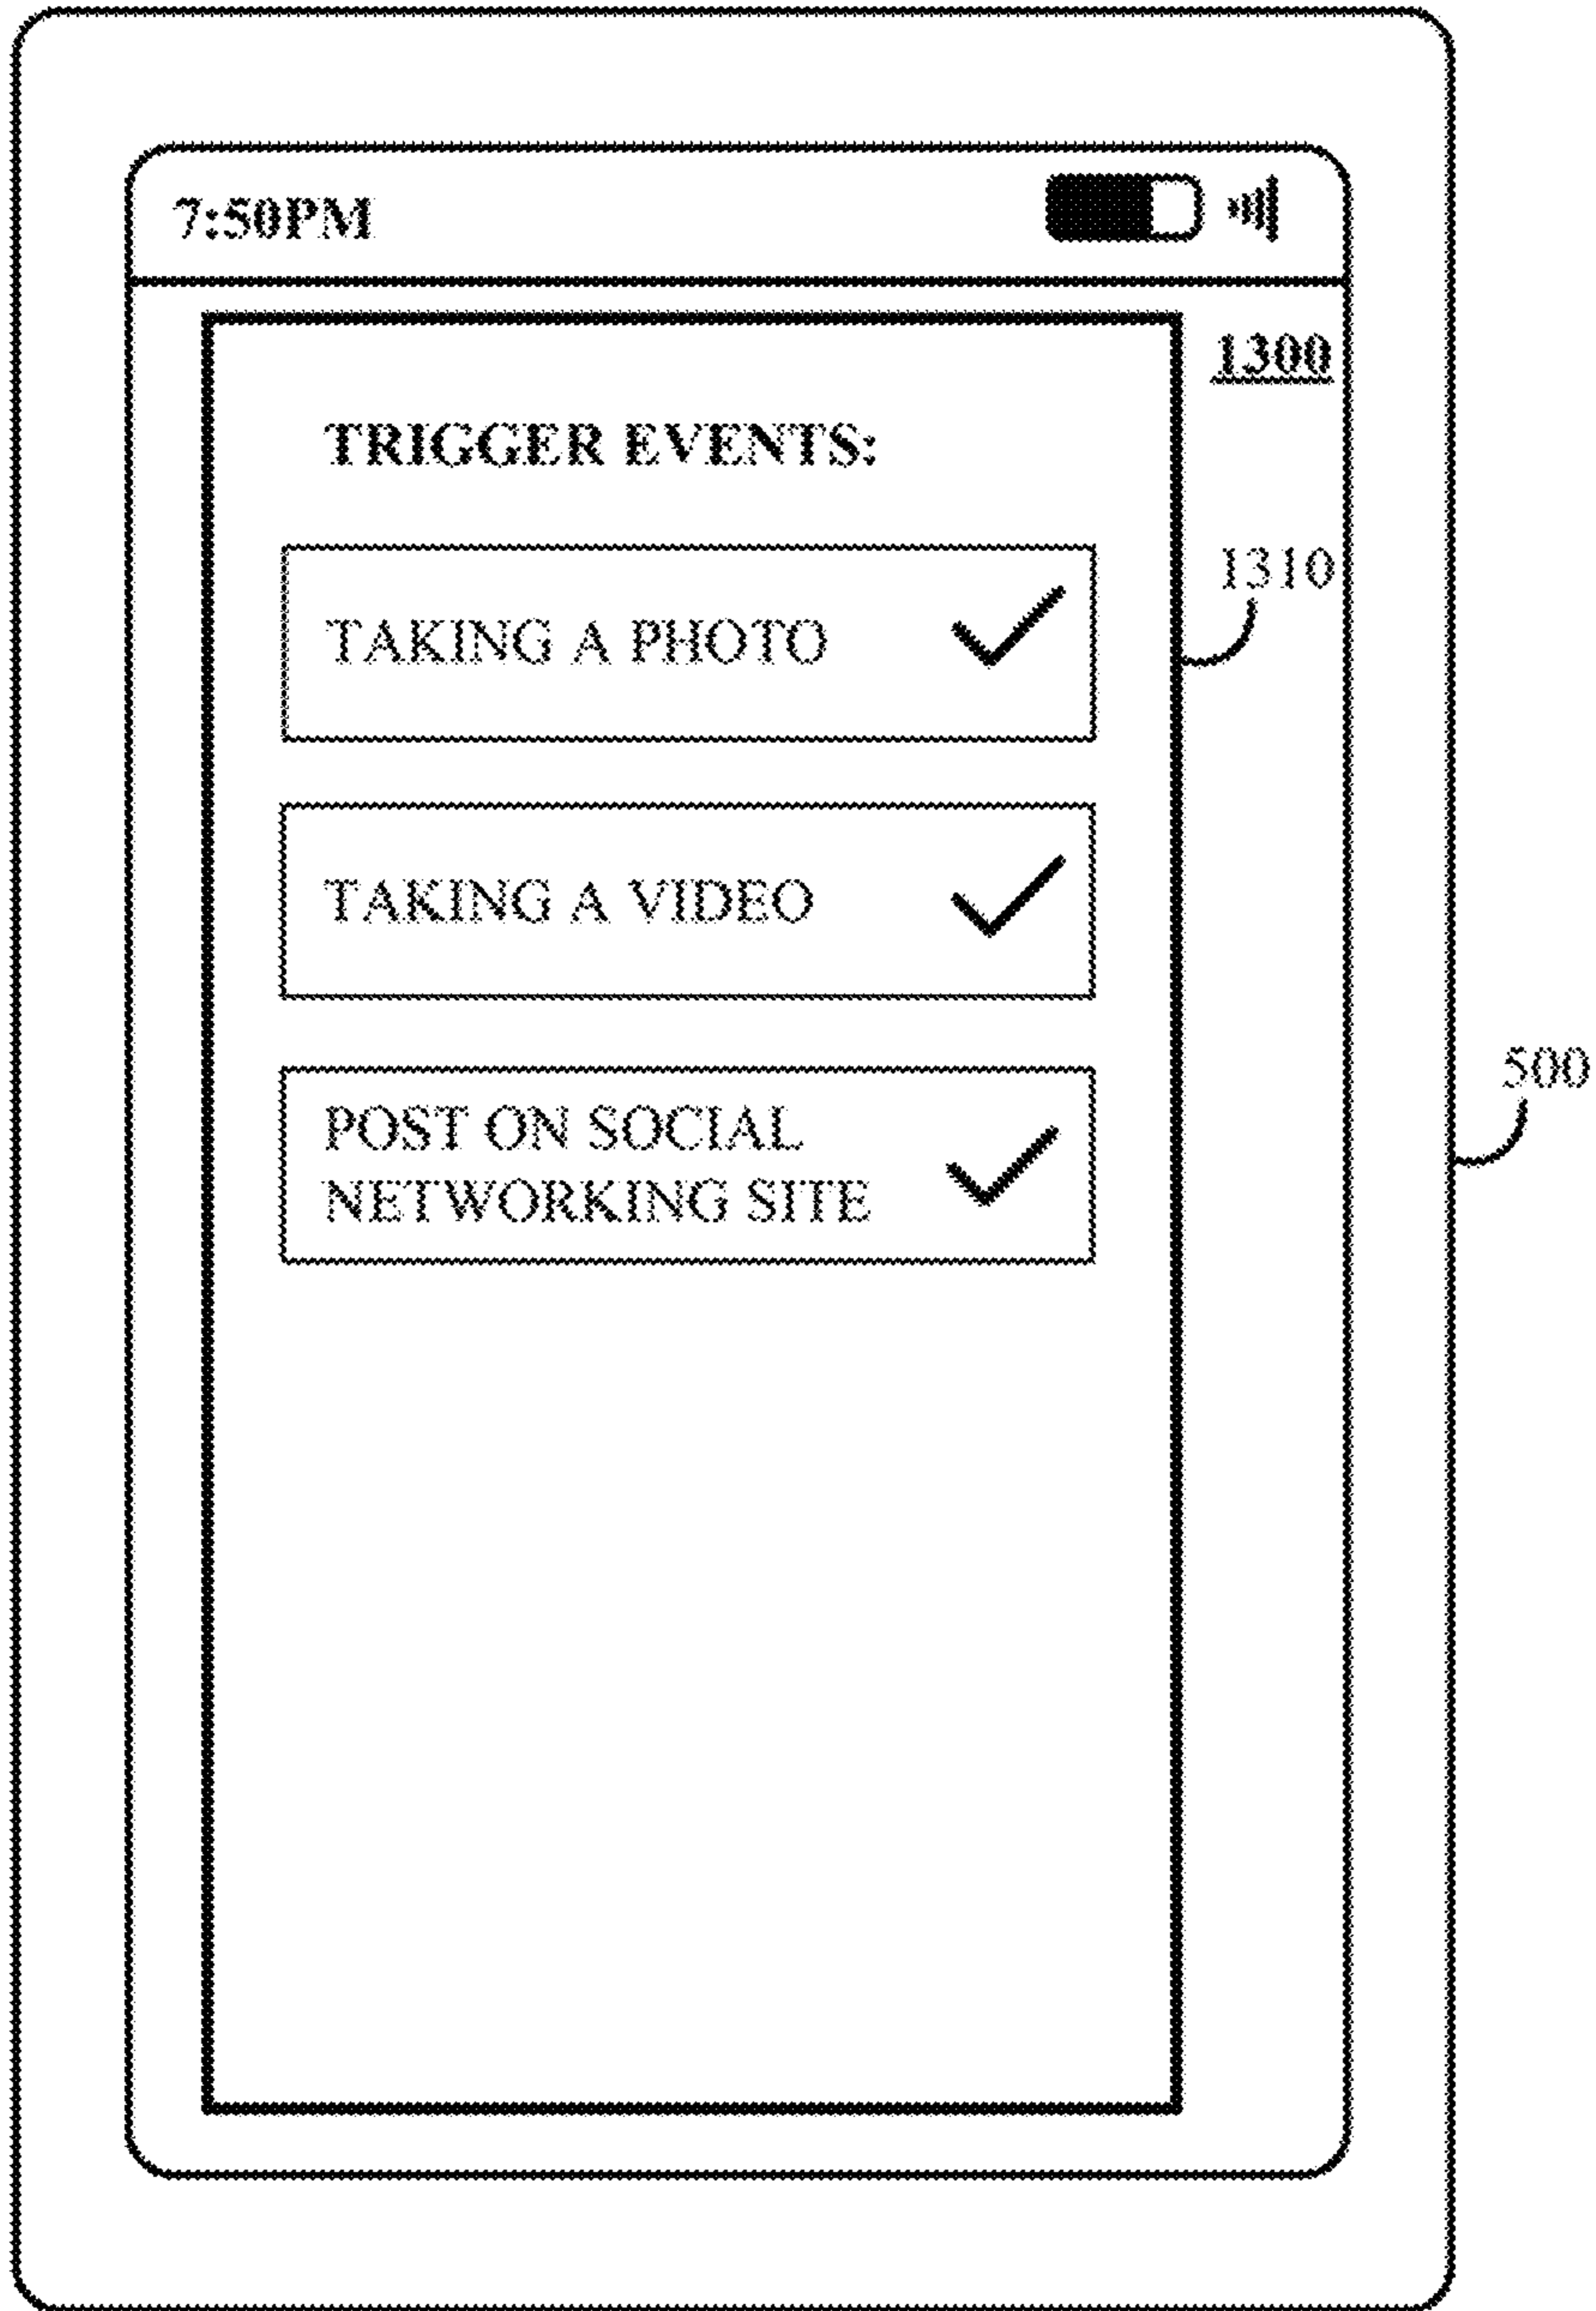 7:50PM
1300
TRIGGER EVENTS:
1310
TAKING A PHOTO
TAKING A VIDEO
500
POST ON SOCIAL
NETWORKING SITE